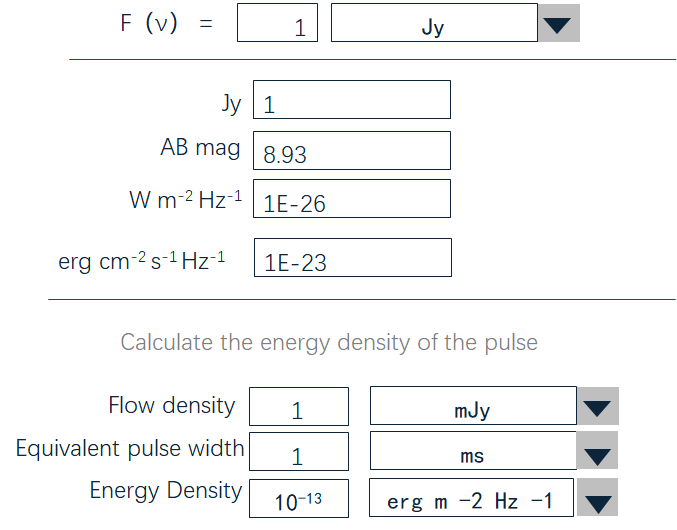 F (ν) = 1 Jy
Jy 1
AB mag 8.93
W m⁻² Hz⁻¹ 1E-26
erg cm⁻² s⁻¹ Hz⁻¹ 1E-23
Calculate the energy density of the pulse
Flow density 1 mJy
Equivalent pulse width 1 ms
Energy Density 10⁻¹³ erg m -2 Hz -1